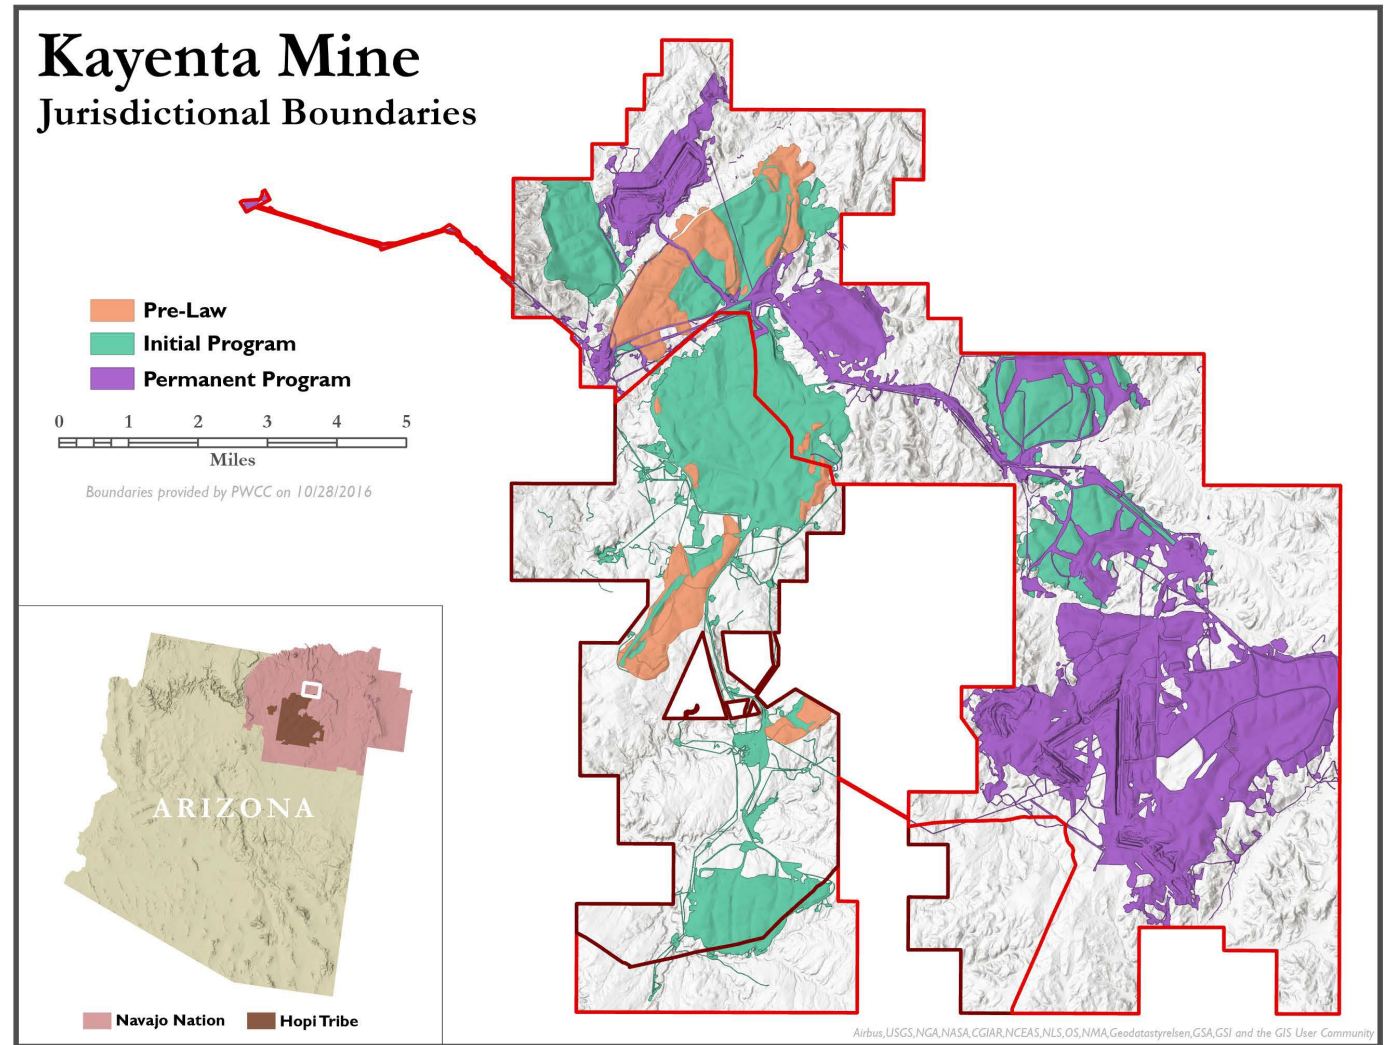 Kayenta Mine
Jurisdictional Boundaries
Pre-Law
Initial Program
Permanent Program
0 1 2 3 4 5
Miles
Boundaries provided by PWCC on 10/28/2016
ARIZONA
Navajo Nation Hopi Tribe
Airbus,USGS,NGA,NASA,CGIAR,NCEAS,NLS,OS,NMA,Geodatastyrelsen,GSA,GSI and the GIS User Community